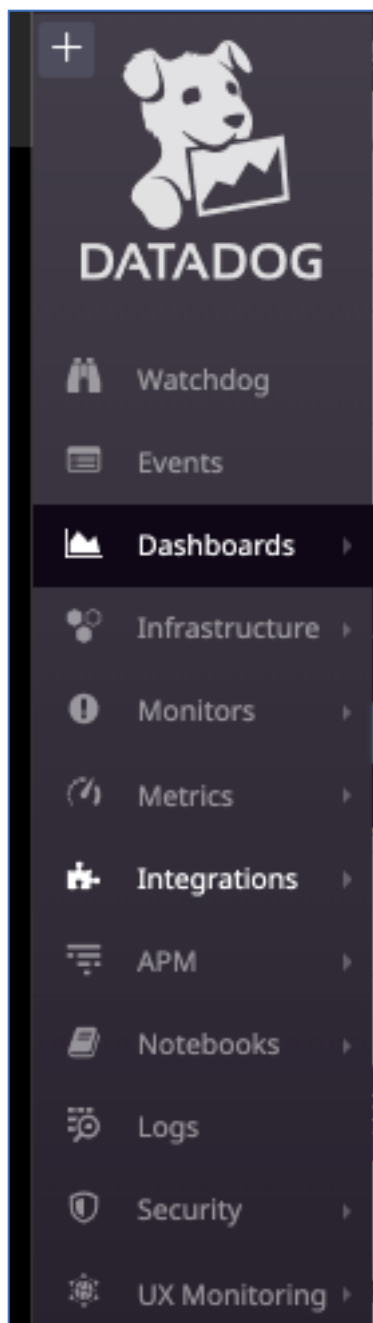 DATADOG
Watchdog
Events
Dashboards
Infrastructure
Monitors
Metrics
Integrations
APM
Notebooks
Logs
Security
UX Monitoring